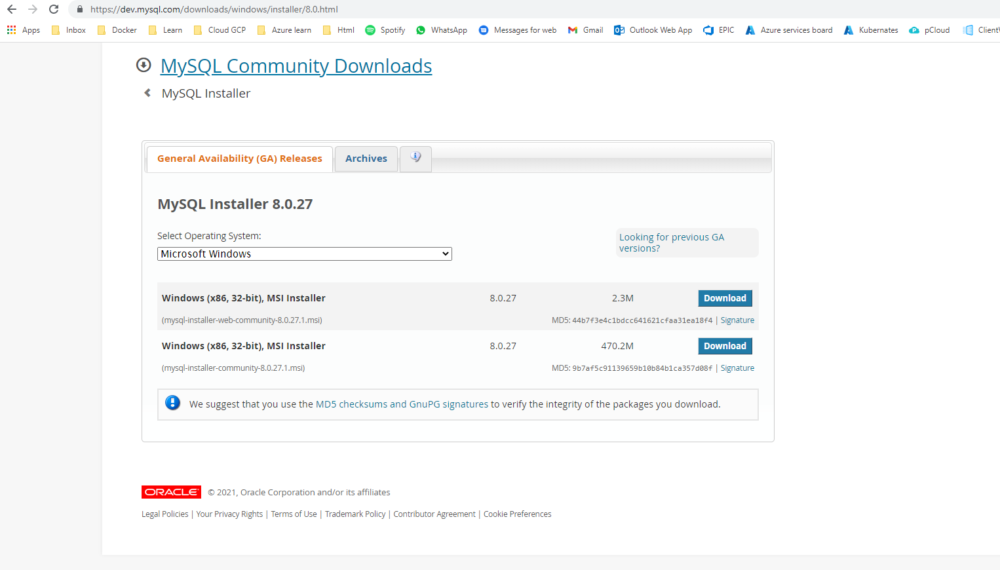 https://dev.mysql.com/downloads/windows/installer/8.0.html
Apps Inbox Docker Learn Cloud GCP Azure learn Html Spotify WhatsApp Messages for web Gmail Outlook Web App EPIC Azure services board Kubernates pCloud Client
MySQL Community Downloads
MySQL Installer
General Availability (GA) Releases Archives
MySQL Installer 8.0.27
Select Operating System:
Microsoft Windows
Looking for previous GA
versions?
Windows (x86, 32-bit), MSI Installer 8.0.27 2.3M Download
(mysql-installer-web-community-8.0.27.1.msi) MD5: 44b7f3e4c1bdcc641621cfaa31ea18f4 | Signature
Windows (x86, 32-bit), MSI Installer 8.0.27 470.2M Download
(mysql-installer-community-8.0.27.1.msi) MD5: 9b7af5c91139659b10b84b1ca357d08f | Signature
We suggest that you use the MD5 checksums and GnuPG signatures to verify the integrity of the packages you download.
ORACLE © 2021, Oracle Corporation and/or its affiliates
Legal Policies | Your Privacy Rights | Terms of Use | Trademark Policy | Contributor Agreement | Cookie Preferences